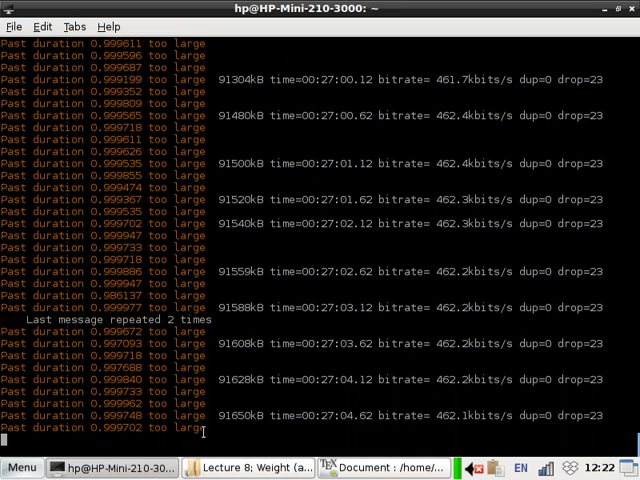 hp@HP-Mini-210-3000: ~
File Edit Tabs Help
Past duration 0.999611 too large
Past duration 0.999596 too large
Past duration 0.999687 too large
Past duration 0.999199 too large 91304kB time=00:27:00.12 bitrate= 461.7kbits/s dup=0 drop=23
Past duration 0.999352 too large
Past duration 0.999809 too large
Past duration 0.999565 too large 91480kB time=00:27:00.62 bitrate= 462.4kbits/s dup=0 drop=23
Past duration 0.999718 too large
Past duration 0.999611 too large
Past duration 0.999626 too large
Past duration 0.999535 too large 91500kB time=00:27:01.12 bitrate= 462.4kbits/s dup=0 drop=23
Past duration 0.999855 too large
Past duration 0.999474 too large
Past duration 0.999367 too large 91520kB time=00:27:01.62 bitrate= 462.3kbits/s dup=0 drop=23
Past duration 0.999535 too large
Past duration 0.999702 too large 91540kB time=00:27:02.12 bitrate= 462.3kbits/s dup=0 drop=23
Past duration 0.999947 too large
Past duration 0.999733 too large
Past duration 0.999718 too large
Past duration 0.999886 too large 91559kB time=00:27:02.62 bitrate= 462.2kbits/s dup=0 drop=23
Past duration 0.999947 too large
Past duration 0.986137 too large
Past duration 0.999977 too large 91588kB time=00:27:03.12 bitrate= 462.2kbits/s dup=0 drop=23
Last message repeated 2 times
Past duration 0.999672 too large
Past duration 0.997093 too large 91608kB time=00:27:03.62 bitrate= 462.2kbits/s dup=0 drop=23
Past duration 0.999718 too large
Past duration 0.997688 too large
Past duration 0.999840 too large 91628kB time=00:27:04.12 bitrate= 462.2kbits/s dup=0 drop=23
Past duration 0.999733 too large
Past duration 0.999962 too large
Past duration 0.999748 too large 91650kB time=00:27:04.62 bitrate= 462.1kbits/s dup=0 drop=23
Past duration 0.999702 too large
Menu hp@HP-Mini-210-30... Lecture 8; Weight (a... TEX Document : /home/... EN 12:22